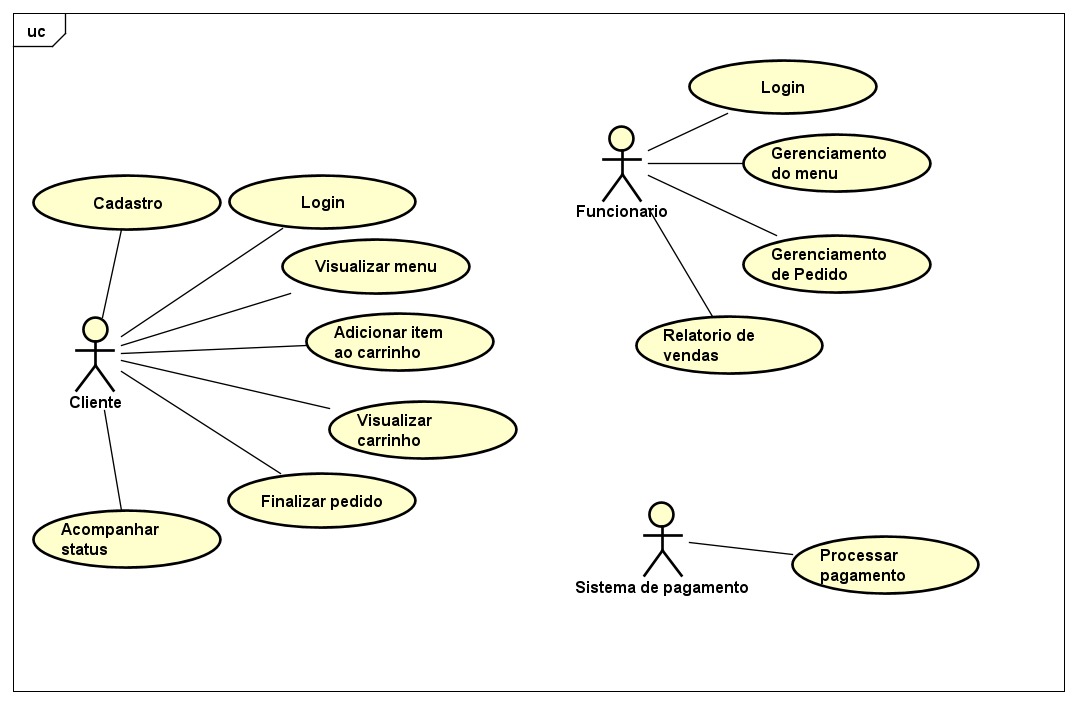 uc
Cadastro
Login
Visualizar menu
Adicionar item
ao carrinho
Visualizar
carrinho
Finalizar pedido
Acompanhar
status
Cliente
Login
Gerenciamento
do menu
Gerenciamento
de Pedido
Relatorio de
vendas
Funcionario
Sistema de pagamento
Processar
pagamento